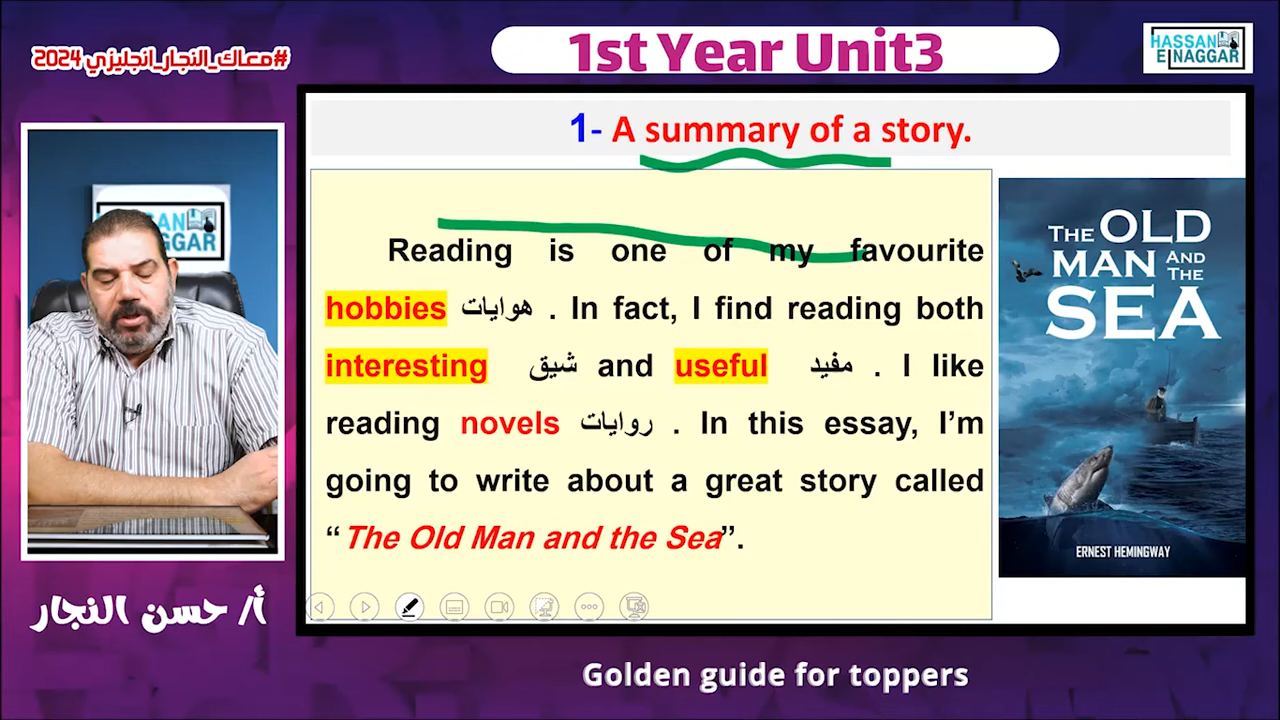 #معاك_النجار_انجليزي 2024
1st Year Unit3
HASSAN
ELNAGGAR
1- A summary of a story.
Reading is one of my favourite
hobbies هوايات . In fact, I find reading both
interesting شيق and useful مفيد . I like
reading novels روايات . In this essay, I’m
going to write about a great story called
“The Old Man and the Sea”.
THE OLD
MAN AND THE
SEA
ERNEST HEMINGWAY
HASSAN
NAGGAR
أ/ حسن النجار
Golden guide for toppers